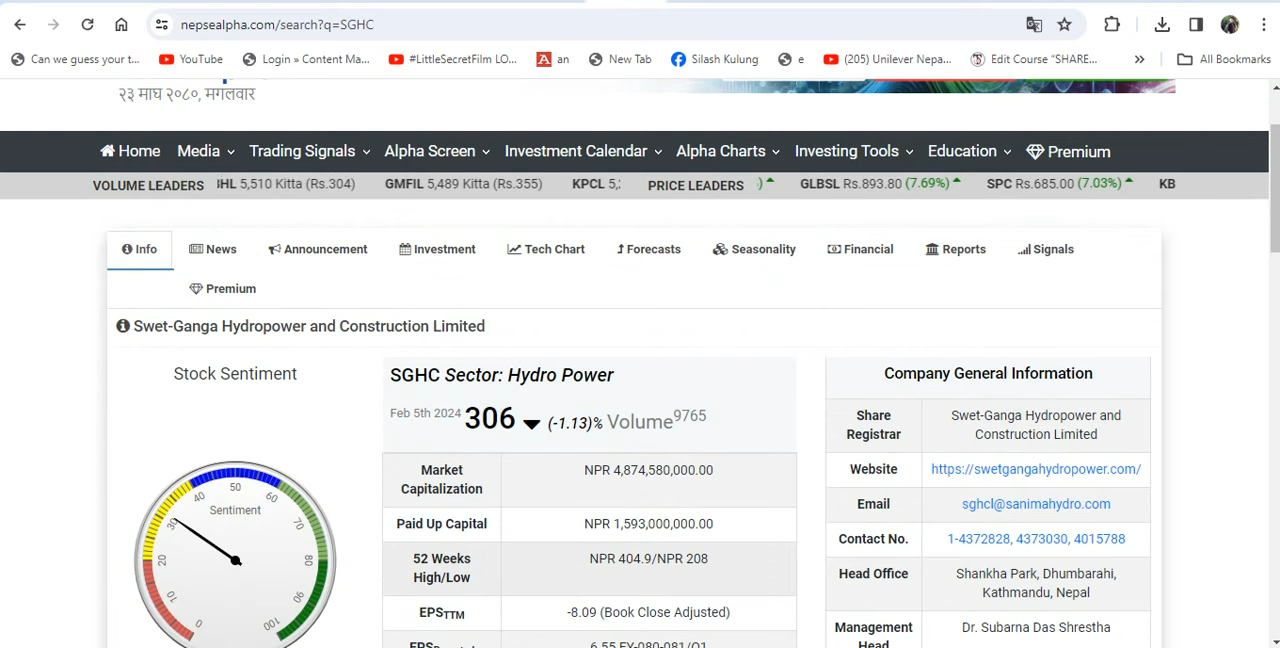 nepsealpha.com/search?q=SGHC
Can we guess your t... YouTube Login » Content Ma... #LittleSecretFilm LO... an New Tab Silash Kulung e (205) Unilever Nepa... Edit Course "SHARE... » All Bookmarks
२३ माघ २०८०, मंगलवार
Home Media Trading Signals Alpha Screen Investment Calendar Alpha Charts Investing Tools Education Premium
VOLUME LEADERS HL 5,510 Kitta (Rs.304) GMFIL 5,489 Kitta (Rs.355) KPCL 5, PRICE LEADERS ) GLBSL Rs.893.80 (7.69%) SPC Rs.685.00 (7.03%) KB
Info News Announcement Investment Tech Chart Forecasts Seasonality Financial Reports Signals
Premium
Swet-Ganga Hydropower and Construction Limited
Stock Sentiment
0 10 20 30 40 50 60 70 80 90 100
Sentiment
SGHC Sector: Hydro Power
Feb 5th 2024 306 (-1.13)% Volume 9765
Market Capitalization NPR 4,874,580,000.00
Paid Up Capital NPR 1,593,000,000.00
52 Weeks High/Low NPR 404.9/NPR 208
EPSTTM -8.09 (Book Close Adjusted)
6.55 FY-080-081/Q1
Company General Information
Share Registrar Swet-Ganga Hydropower and Construction Limited
Website https://swetgangahydropower.com/
Email sghcl@sanimahydro.com
Contact No. 1-4372828, 4373030, 4015788
Head Office Shankha Park, Dhumbarahi, Kathmandu, Nepal
Management Head Dr. Subarna Das Shrestha